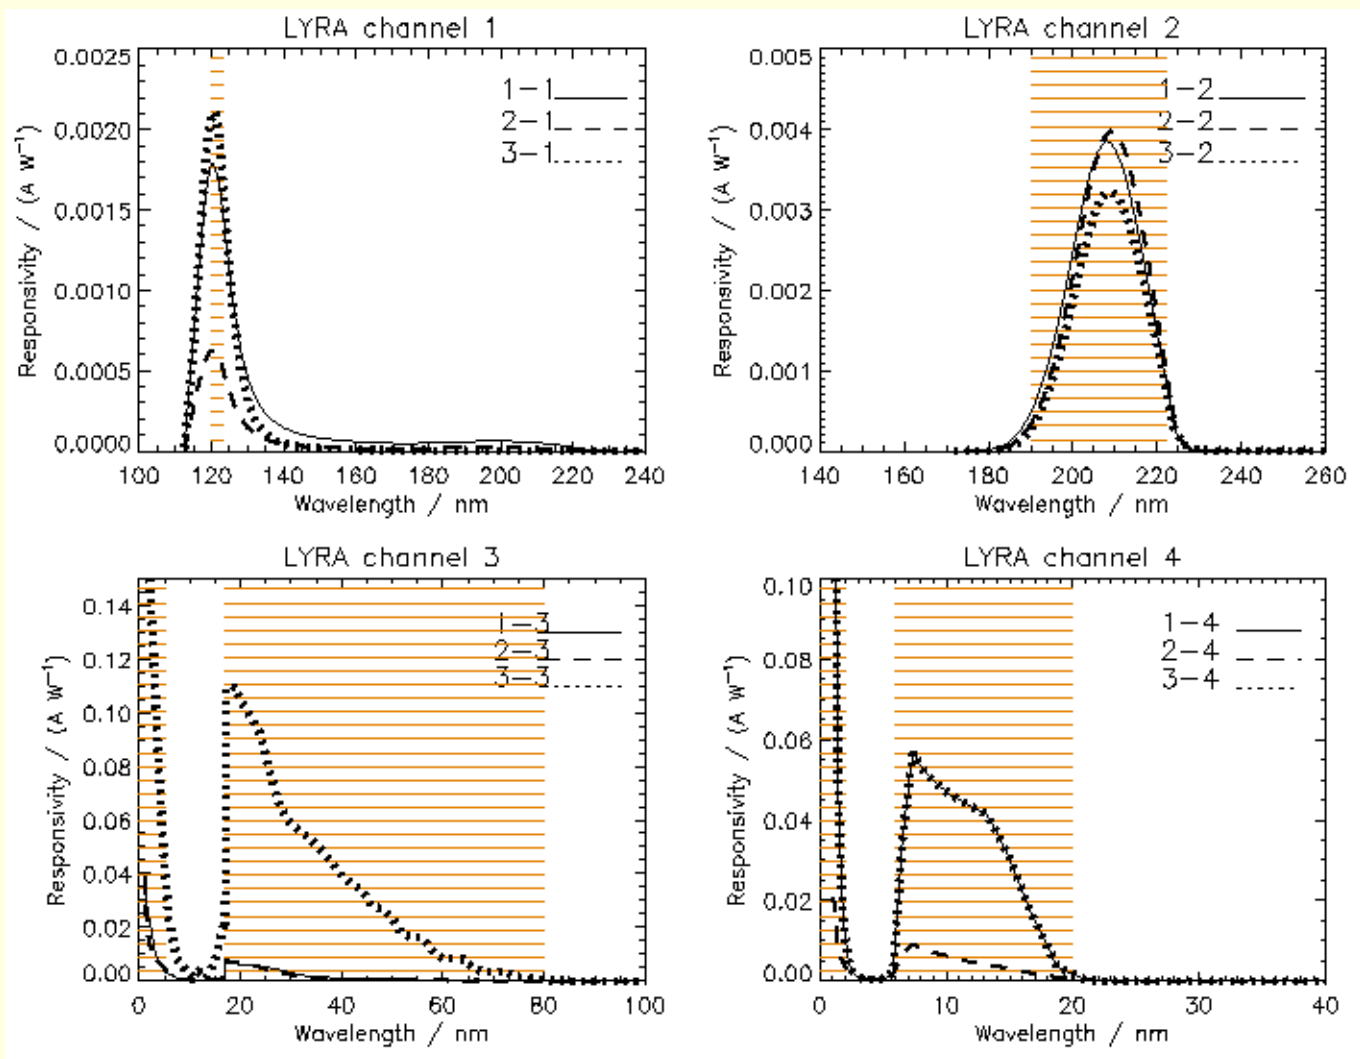 LYRA channel 1
Responsivity / (A W⁻¹)
0.0025
0.0020
0.0015
0.0010
0.0005
0.0000
1-1
2-1
3-1
100 120 140 160 180 200 220 240
Wavelength / nm
LYRA channel 2
Responsivity / (A W⁻¹)
0.005
0.004
0.003
0.002
0.001
0.000
1-2
2-2
3-2
140 160 180 200 220 240 260
Wavelength / nm
LYRA channel 3
Responsivity / (A W⁻¹)
0.14
0.12
0.10
0.08
0.06
0.04
0.02
0.00
1-3
2-3
3-3
0 20 40 60 80 100
Wavelength / nm
LYRA channel 4
Responsivity / (A W⁻¹)
0.10
0.08
0.06
0.04
0.02
0.00
1-4
2-4
3-4
0 10 20 30 40
Wavelength / nm